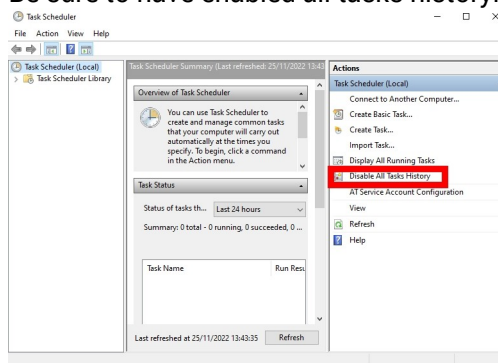 Be sure to have enabled all tasks history.
Task Scheduler
File Action View Help
Task Scheduler (Local)
Task Scheduler Library
Task Scheduler Summary (Last refreshed: 25/11/2022 13:43
Overview of Task Scheduler
You can use Task Scheduler to
create and manage common tasks
that your computer will carry out
automatically at the times you
specify. To begin, click a command
in the Action menu.
Task Status
Status of tasks th... Last 24 hours
Summary: 0 total - 0 running, 0 succeeded, 0 ...
Task Name Run Resu
Last refreshed at 25/11/2022 13:43:35 Refresh
Actions
Task Scheduler (Local)
Connect to Another Computer...
Create Basic Task...
Create Task...
Import Task...
Display All Running Tasks
Disable All Tasks History
AT Service Account Configuration
View
Refresh
Help